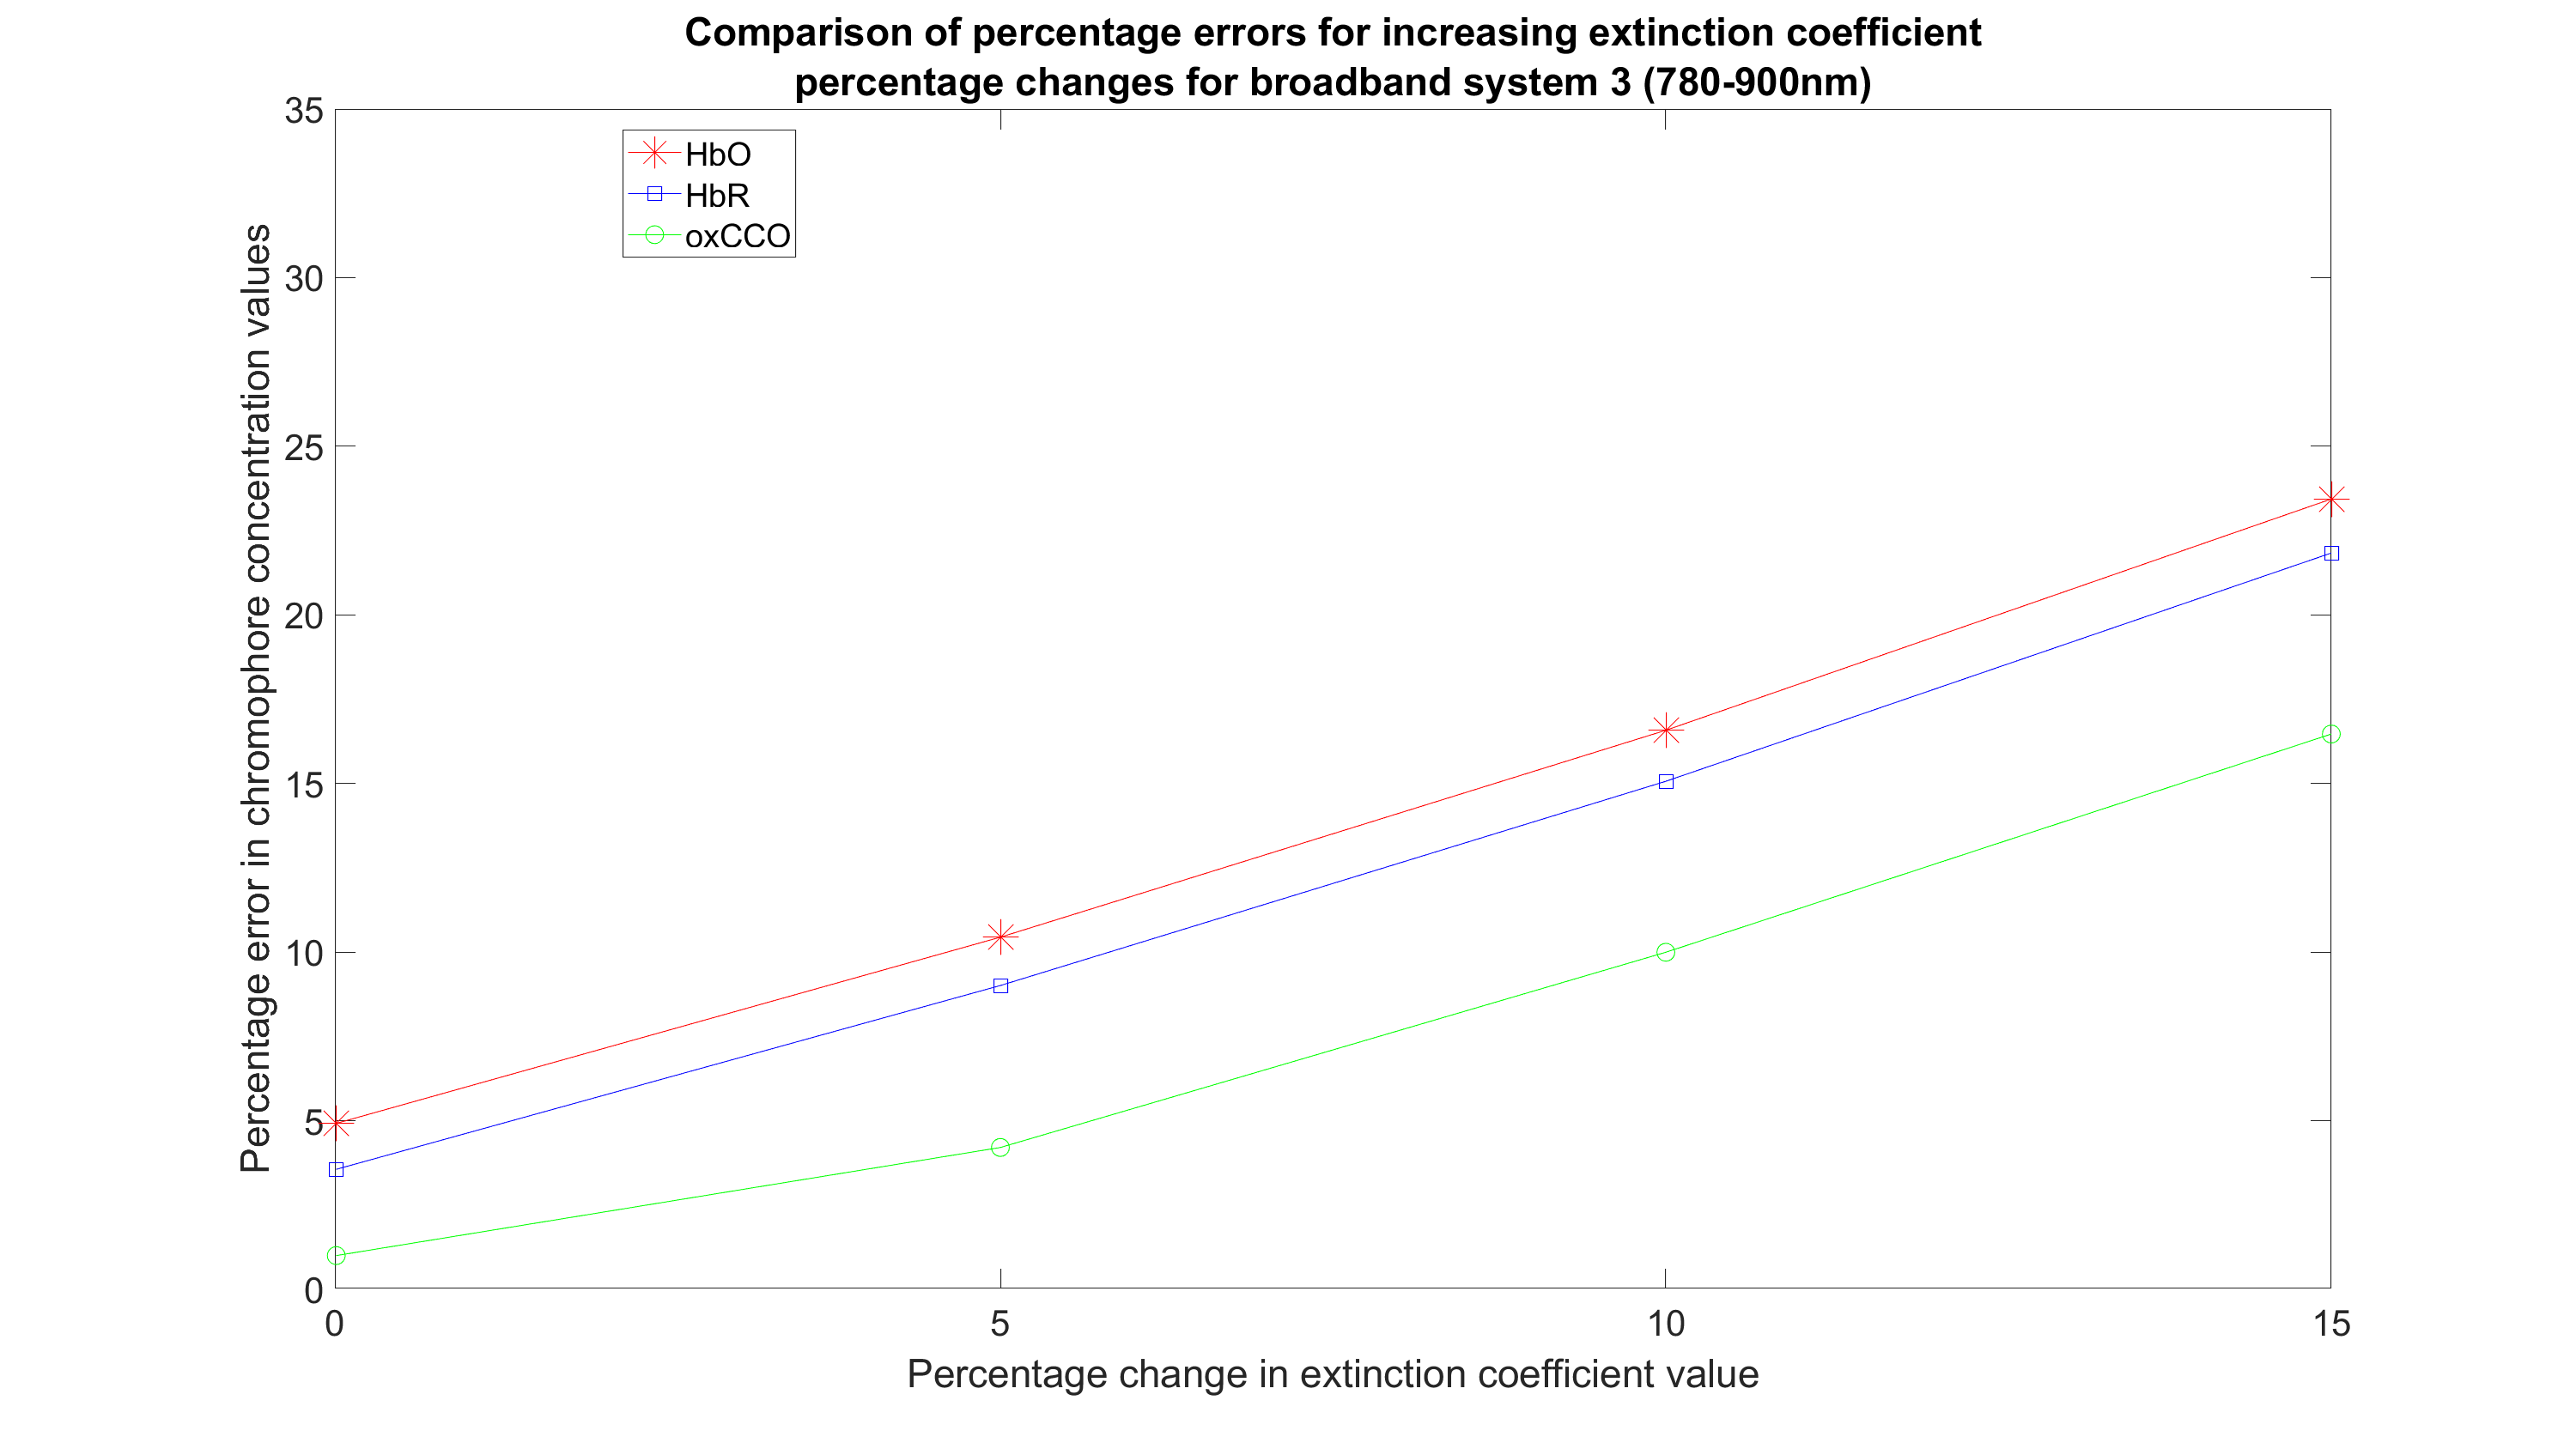 Comparison of percentage errors for increasing extinction coefficient
percentage changes for broadband system 3 (780-900nm)
HbO
HbR
oxCCO
Percentage error in chromophore concentration values
35
30
25
20
15
10
5
0
0 5 10 15
Percentage change in extinction coefficient value